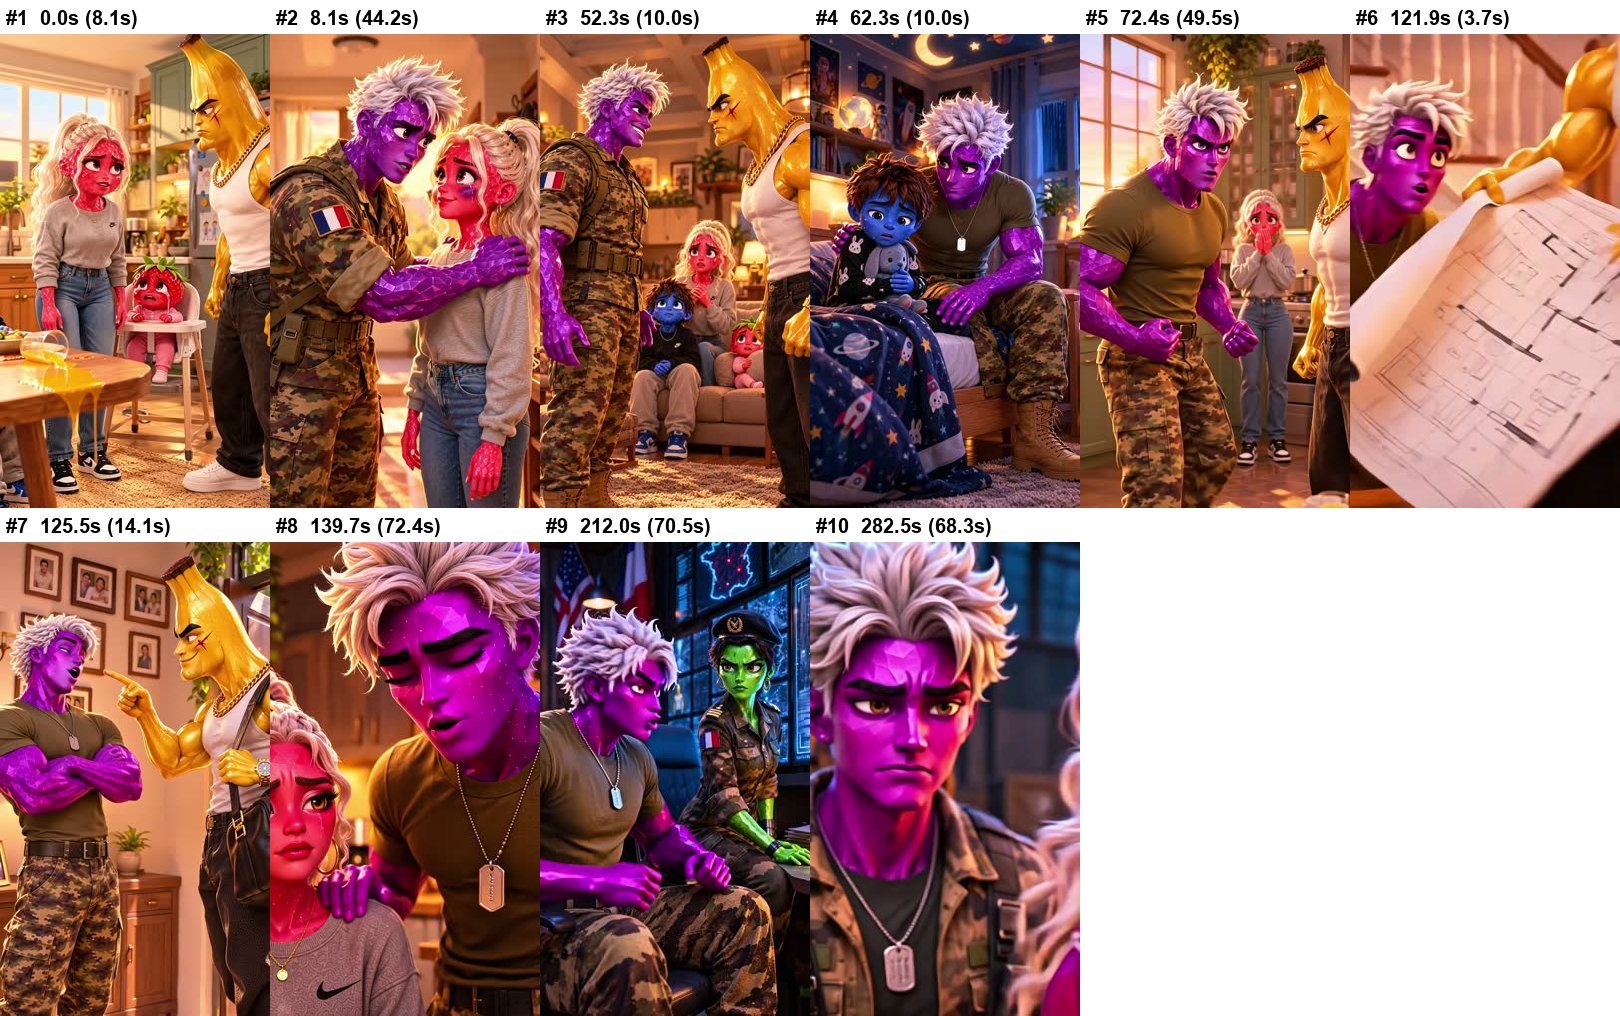 #1 0.0s (8.1s)
#2 8.1s (44.2s)
#3 52.3s (10.0s)
#4 62.3s (10.0s)
#5 72.4s (49.5s)
#6 121.9s (3.7s)
#7 125.5s (14.1s)
#8 139.7s (72.4s)
#9 212.0s (70.5s)
#10 282.5s (68.3s)